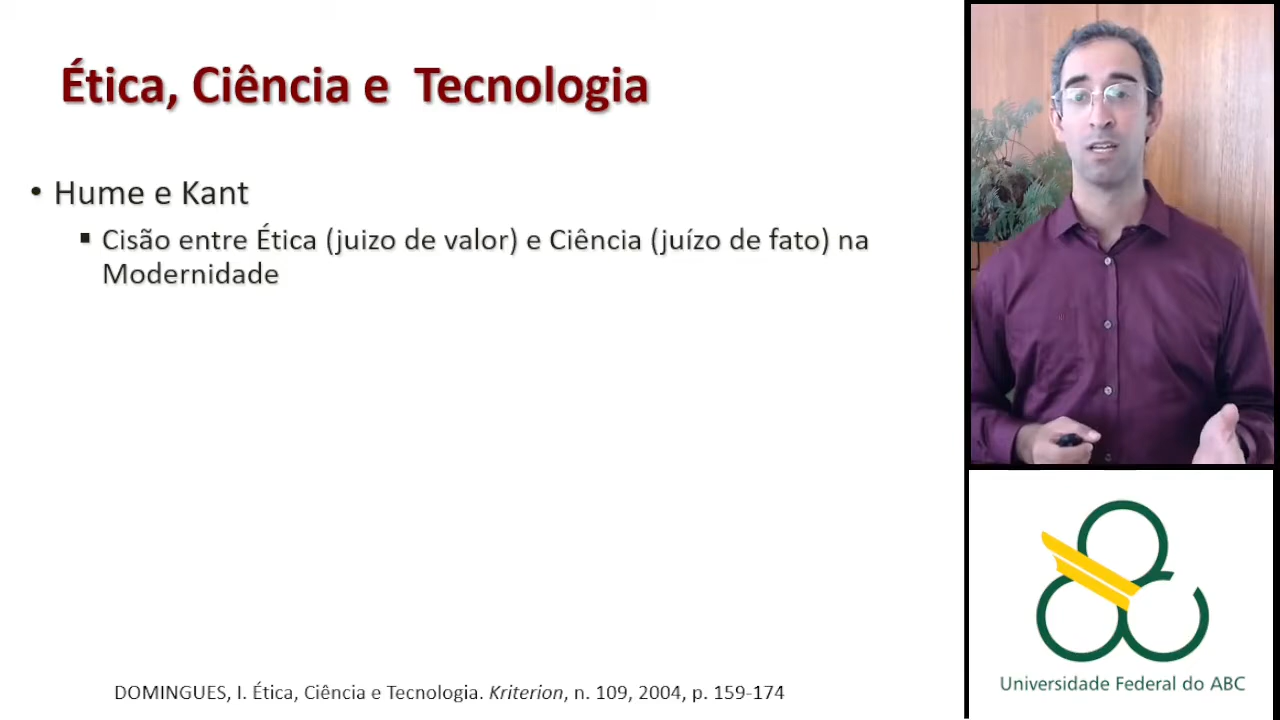 Ética, Ciência e  Tecnologia
• Hume e Kant
▪ Cisão entre Ética (juizo de valor) e Ciência (juízo de fato) na
Modernidade
DOMINGUES, I. Ética, Ciência e Tecnologia. Kriterion, n. 109, 2004, p. 159-174
Universidade Federal do ABC